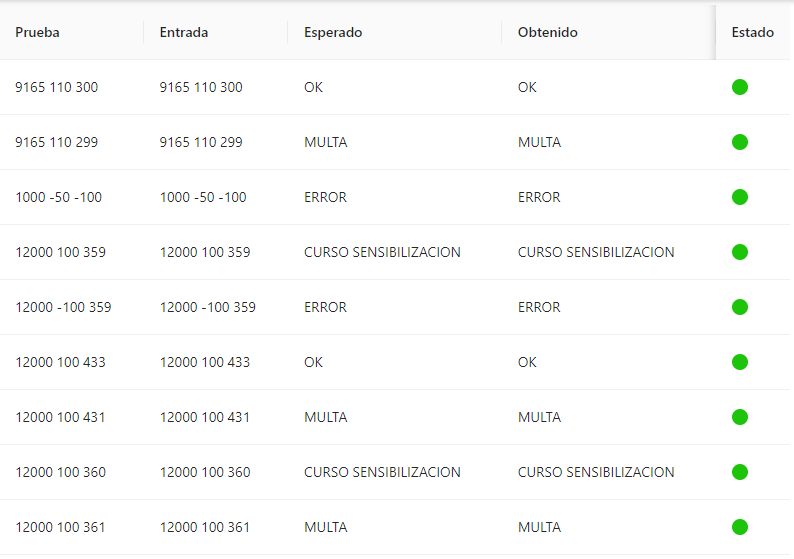 Prueba Entrada Esperado Obtenido Estado
9165 110 300 9165 110 300 OK OK
9165 110 299 9165 110 299 MULTA MULTA
1000 -50 -100 1000 -50 -100 ERROR ERROR
12000 100 359 12000 100 359 CURSO SENSIBILIZACION CURSO SENSIBILIZACION
12000 -100 359 12000 -100 359 ERROR ERROR
12000 100 433 12000 100 433 OK OK
12000 100 431 12000 100 431 MULTA MULTA
12000 100 360 12000 100 360 CURSO SENSIBILIZACION CURSO SENSIBILIZACION
12000 100 361 12000 100 361 MULTA MULTA